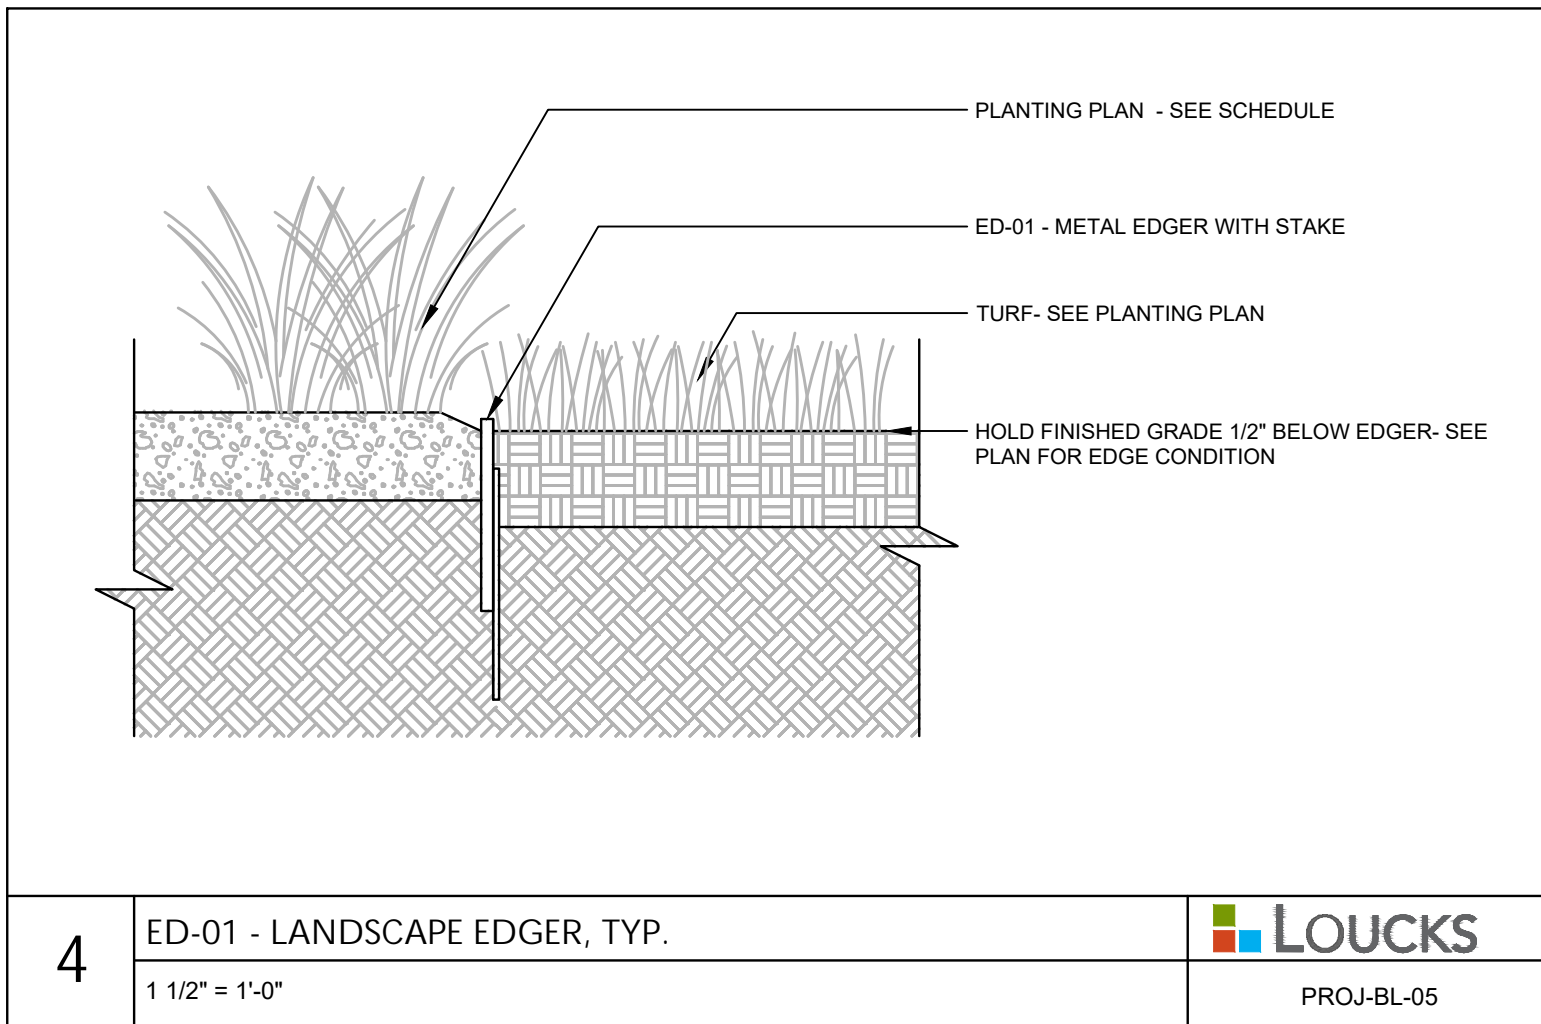 PLANTING PLAN  - SEE SCHEDULE
ED-01 - METAL EDGER WITH STAKE
TURF- SEE PLANTING PLAN
HOLD FINISHED GRADE 1/2" BELOW EDGER- SEE
PLAN FOR EDGE CONDITION
4
ED-01 - LANDSCAPE EDGER, TYP.
1 1/2" = 1'-0"
LOUCKS
PROJ-BL-05